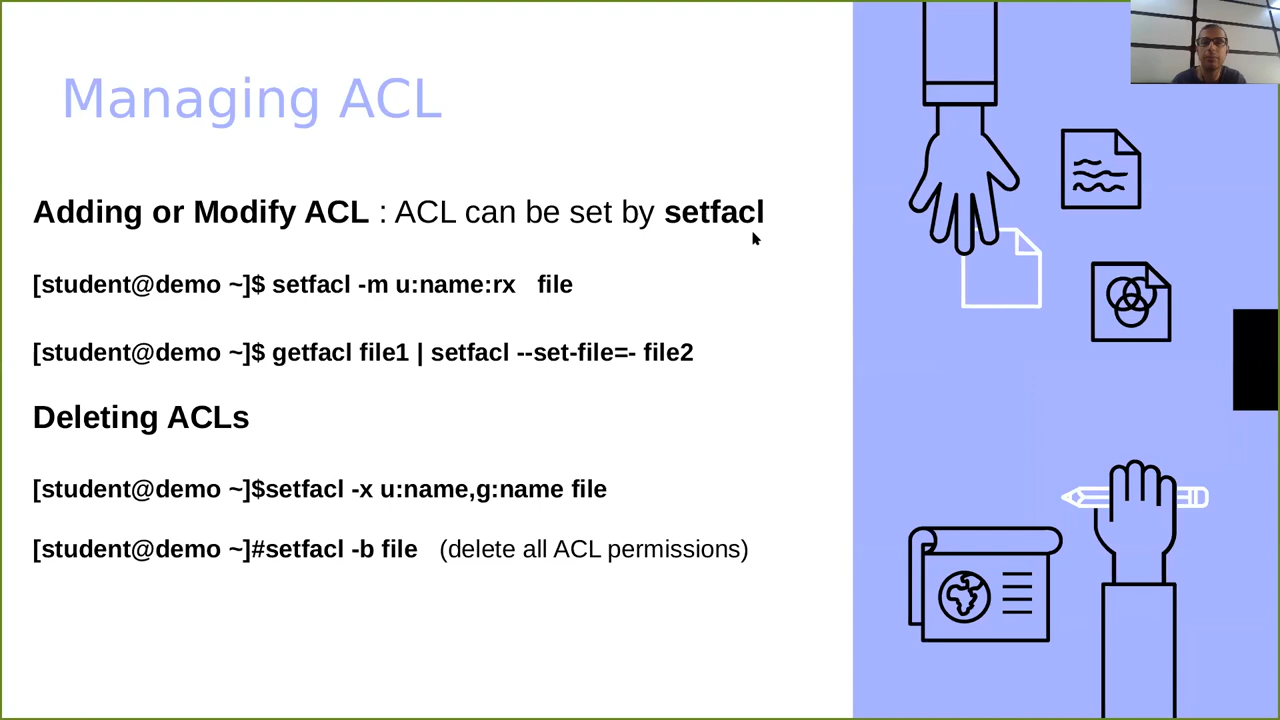 Managing ACL
Adding or Modify ACL : ACL can be set by setfacl
[student@demo ~]$ setfacl -m u:name:rx file
[student@demo ~]$ getfacl file1 | setfacl --set-file=- file2
Deleting ACLs
[student@demo ~]$setfacl -x u:name,g:name file
[student@demo ~]#setfacl -b file (delete all ACL permissions)